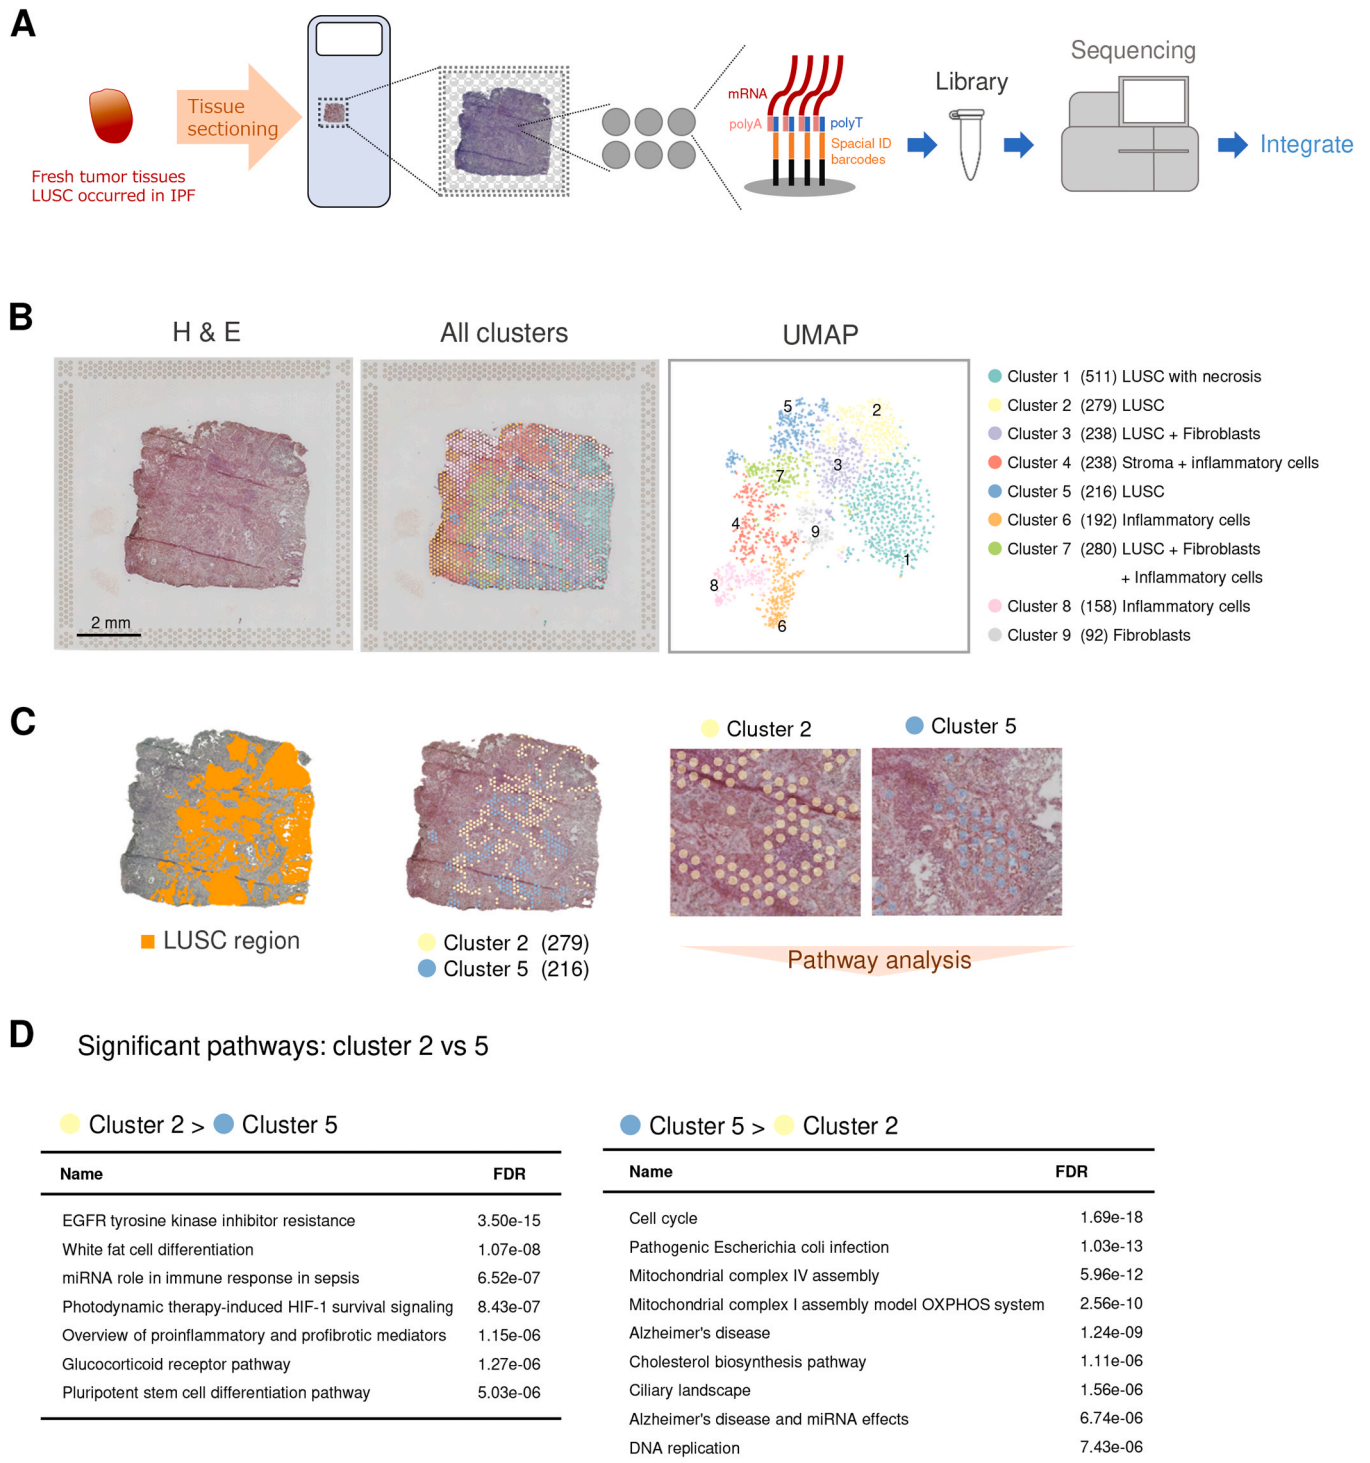 A
Fresh tumor tissues
LUSC occurred in IPF
Tissue
sectioning
mRNA
polyA
polyT
Spacial ID
barcodes
Library
Sequencing
Integrate
B
H & E
All clusters
UMAP
2 mm
5
2
3
7
4
9
1
8
6
Cluster 1 (511) LUSC with necrosis
Cluster 2 (279) LUSC
Cluster 3 (238) LUSC + Fibroblasts
Cluster 4 (238) Stroma + inflammatory cells
Cluster 5 (216) LUSC
Cluster 6 (192) Inflammatory cells
Cluster 7 (280) LUSC + Fibroblasts
+ Inflammatory cells
Cluster 8 (158) Inflammatory cells
Cluster 9 (92) Fibroblasts
C
LUSC region
Cluster 2 (279)
Cluster 5 (216)
Cluster 2
Cluster 5
Pathway analysis
D
Significant pathways: cluster 2 vs 5
Cluster 2 > Cluster 5
Name FDR
EGFR tyrosine kinase inhibitor resistance 3.50e-15
White fat cell differentiation 1.07e-08
miRNA role in immune response in sepsis 6.52e-07
Photodynamic therapy-induced HIF-1 survival signaling 8.43e-07
Overview of proinflammatory and profibrotic mediators 1.15e-06
Glucocorticoid receptor pathway 1.27e-06
Pluripotent stem cell differentiation pathway 5.03e-06
Cluster 5 > Cluster 2
Name FDR
Cell cycle 1.69e-18
Pathogenic Escherichia coli infection 1.03e-13
Mitochondrial complex IV assembly 5.96e-12
Mitochondrial complex I assembly model OXPHOS system 2.56e-10
Alzheimer's disease 1.24e-09
Cholesterol biosynthesis pathway 1.11e-06
Ciliary landscape 1.56e-06
Alzheimer's disease and miRNA effects 6.74e-06
DNA replication 7.43e-06